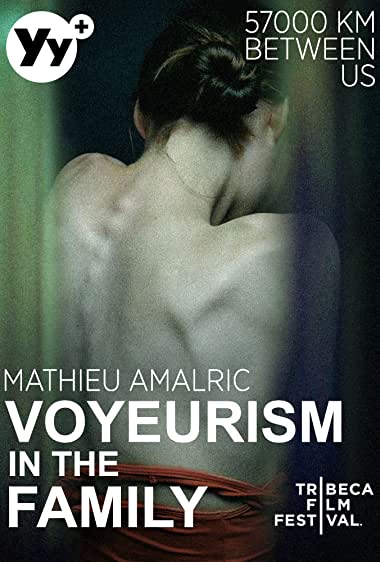 Yy+
57000 KM
BETWEEN
US
MATHIEU AMALRIC
VOYEURISM
IN THE
FAMILY
TRIBECA
FILM
FESTIVAL.